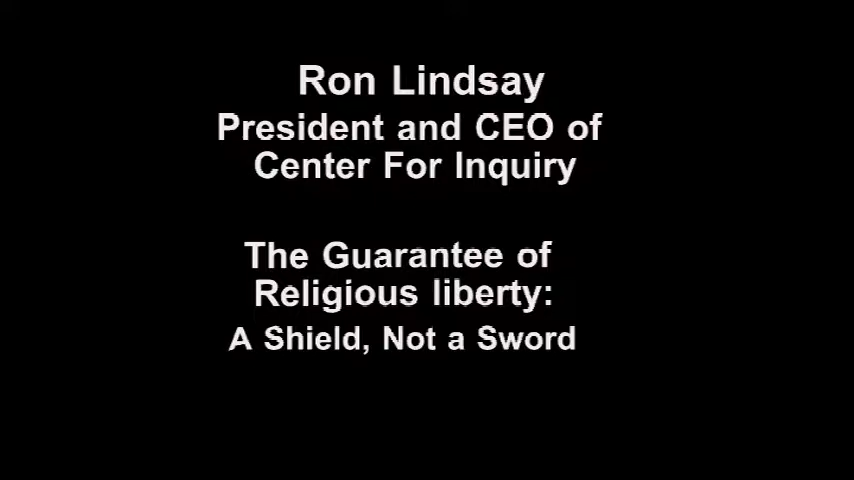 Ron Lindsay
President and CEO of
Center For Inquiry
The Guarantee of
Religious liberty:
A Shield, Not a Sword